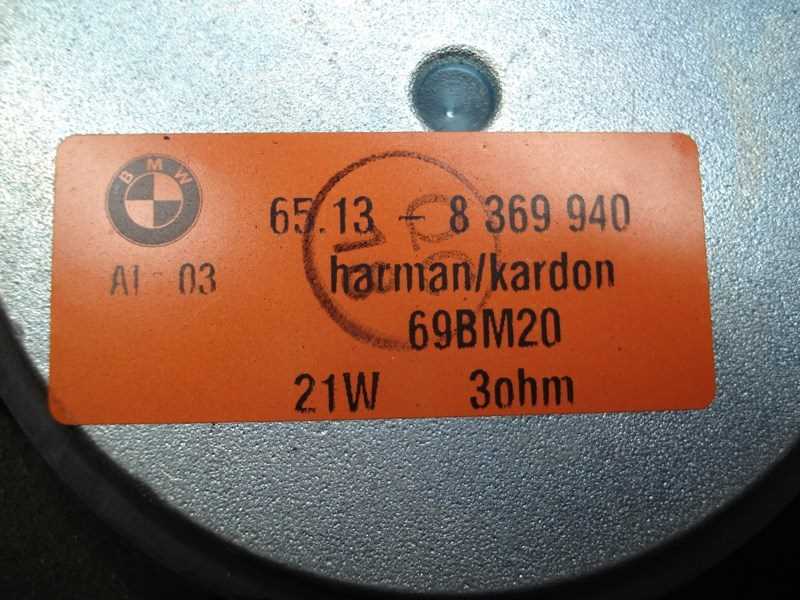 BMW
65.13 - 8 369 940
AI 03
harman/kardon
69BM20
21W 3ohm